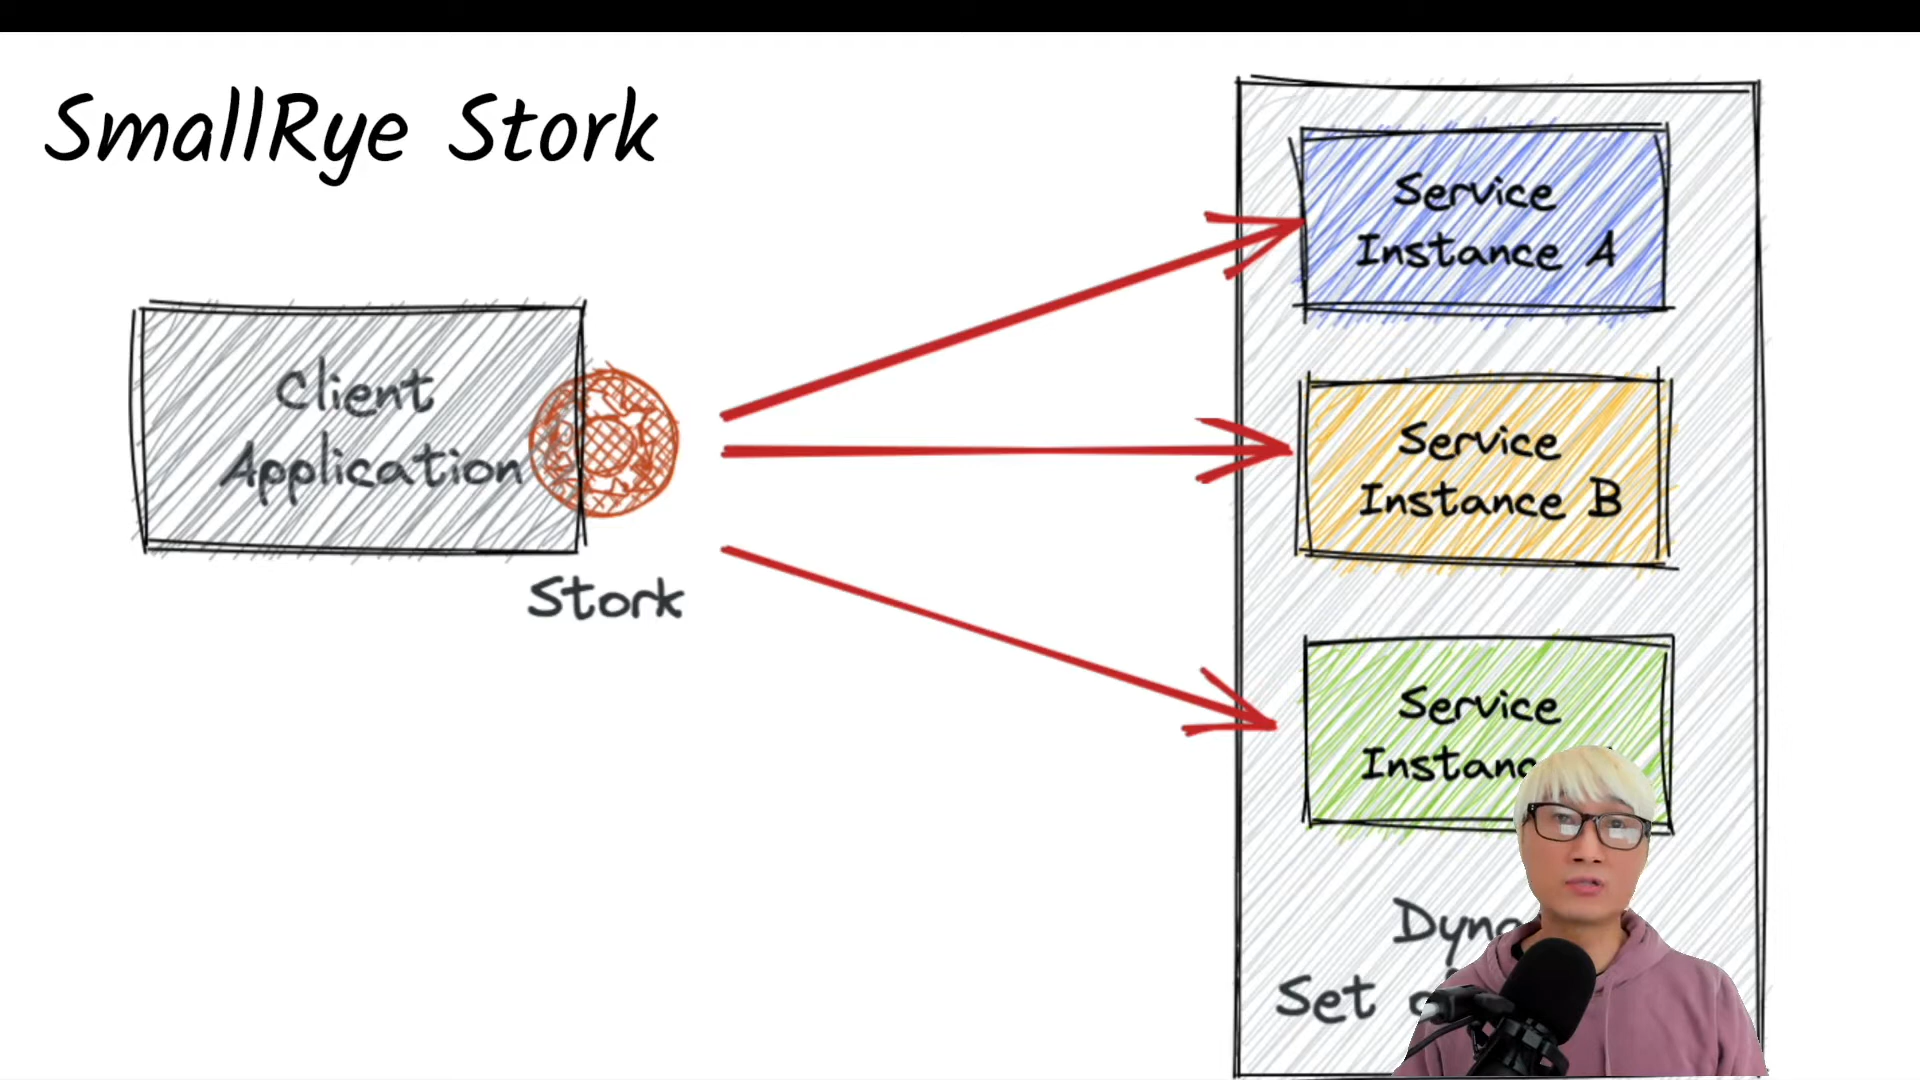 SmallRye Stork
Client
Application
Stork
Service
Instance A
Service
Instance B
Service
Set